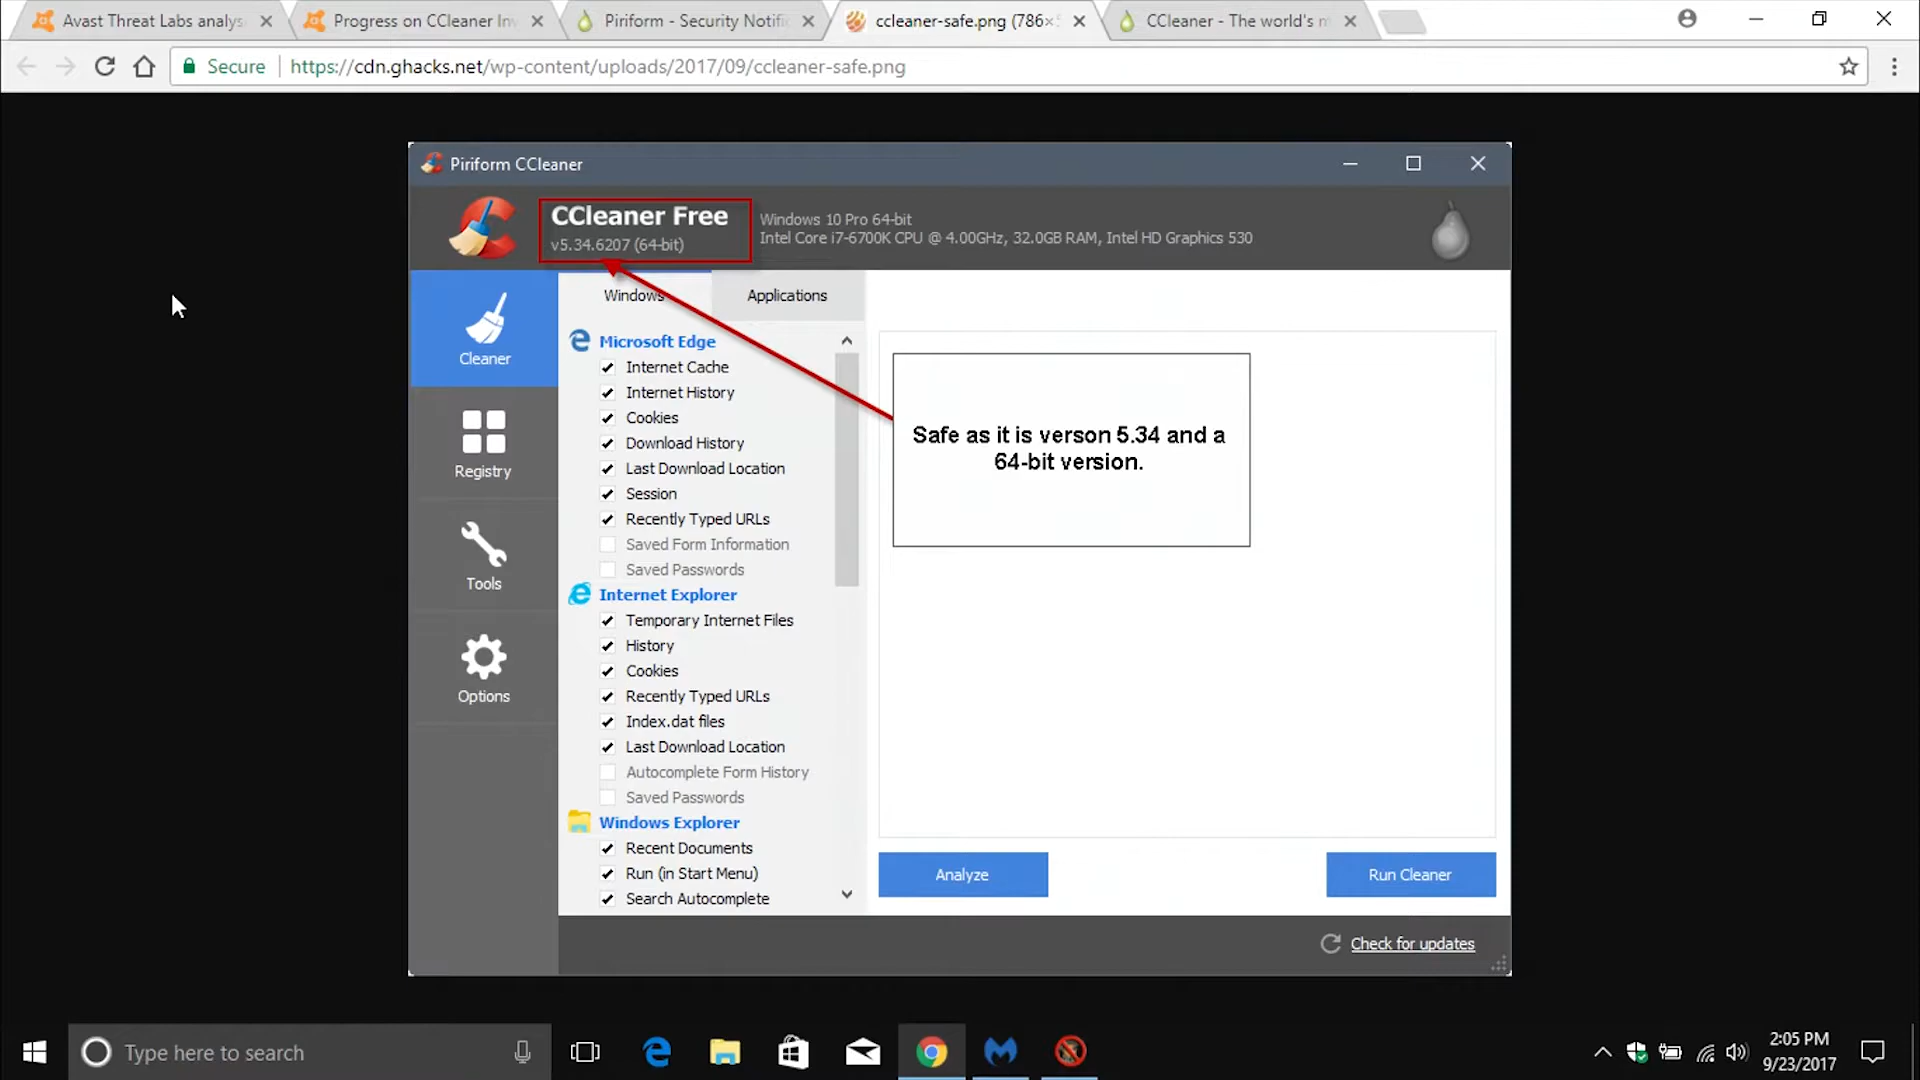 Avast Threat Labs analys
Progress on CCleaner Inv
Piriform - Security Notifi
ccleaner-safe.png (786×5
CCleaner - The world's m
Secure
https://cdn.ghacks.net/wp-content/uploads/2017/09/ccleaner-safe.png
Piriform CCleaner
CCleaner Free
v5.34.6207 (64-bit)
Windows 10 Pro 64-bit
Intel Core i7-6700K CPU @ 4.00GHz, 32.0GB RAM, Intel HD Graphics 530
Cleaner
Registry
Tools
Options
Windows
Applications
Microsoft Edge
Internet Cache
Internet History
Cookies
Download History
Last Download Location
Session
Recently Typed URLs
Saved Form Information
Saved Passwords
Internet Explorer
Temporary Internet Files
History
Cookies
Recently Typed URLs
Index.dat files
Last Download Location
Autocomplete Form History
Saved Passwords
Windows Explorer
Recent Documents
Run (in Start Menu)
Search Autocomplete
Safe as it is verson 5.34 and a
64-bit version.
Analyze
Run Cleaner
Check for updates
Type here to search
2:05 PM
9/23/2017